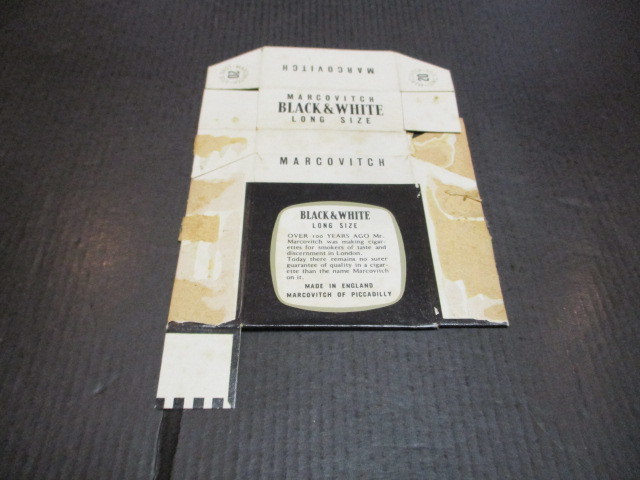 MARCOVITCH
MARCOVITCH
BLACK & WHITE
LONG SIZE
MARCOVITCH
BLACK & WHITE
LONG SIZE
OVER 100 YEARS AGO Mr.
Marcovitch was making cigar-
ettes for smokers of taste and
discernment in London.
Today there remains no surer
guarantee of quality in a cigar-
ette than the name Marcovitch
on it.
MADE IN ENGLAND
MARCOVITCH OF PICCADILLY